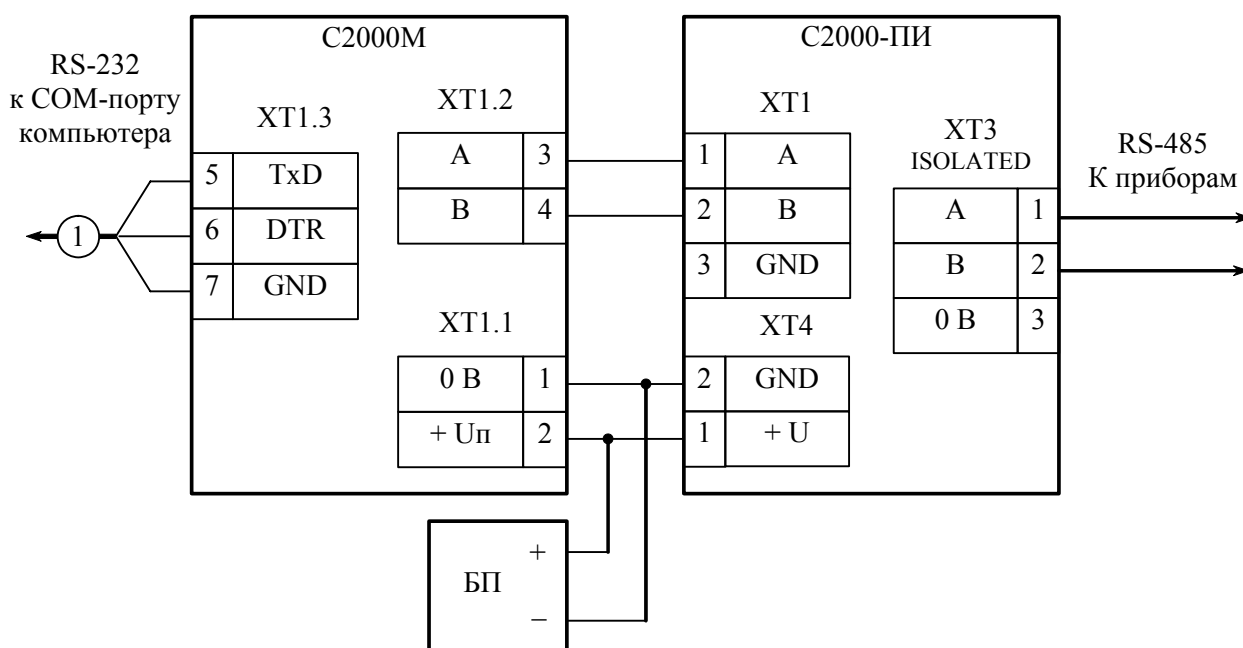 С2000М
RS-232
к COM-порту
компьютера
XT1.3
5 TxD
6 DTR
7 GND
1
XT1.2
A 3
B 4
XT1.1
0 В 1
+ Uп 2
С2000-ПИ
XT1
1 A
2 B
3 GND
XT4
2 GND
1 + U
XT3
ISOLATED
A 1
B 2
0 В 3
RS-485
К приборам
БП
+
−